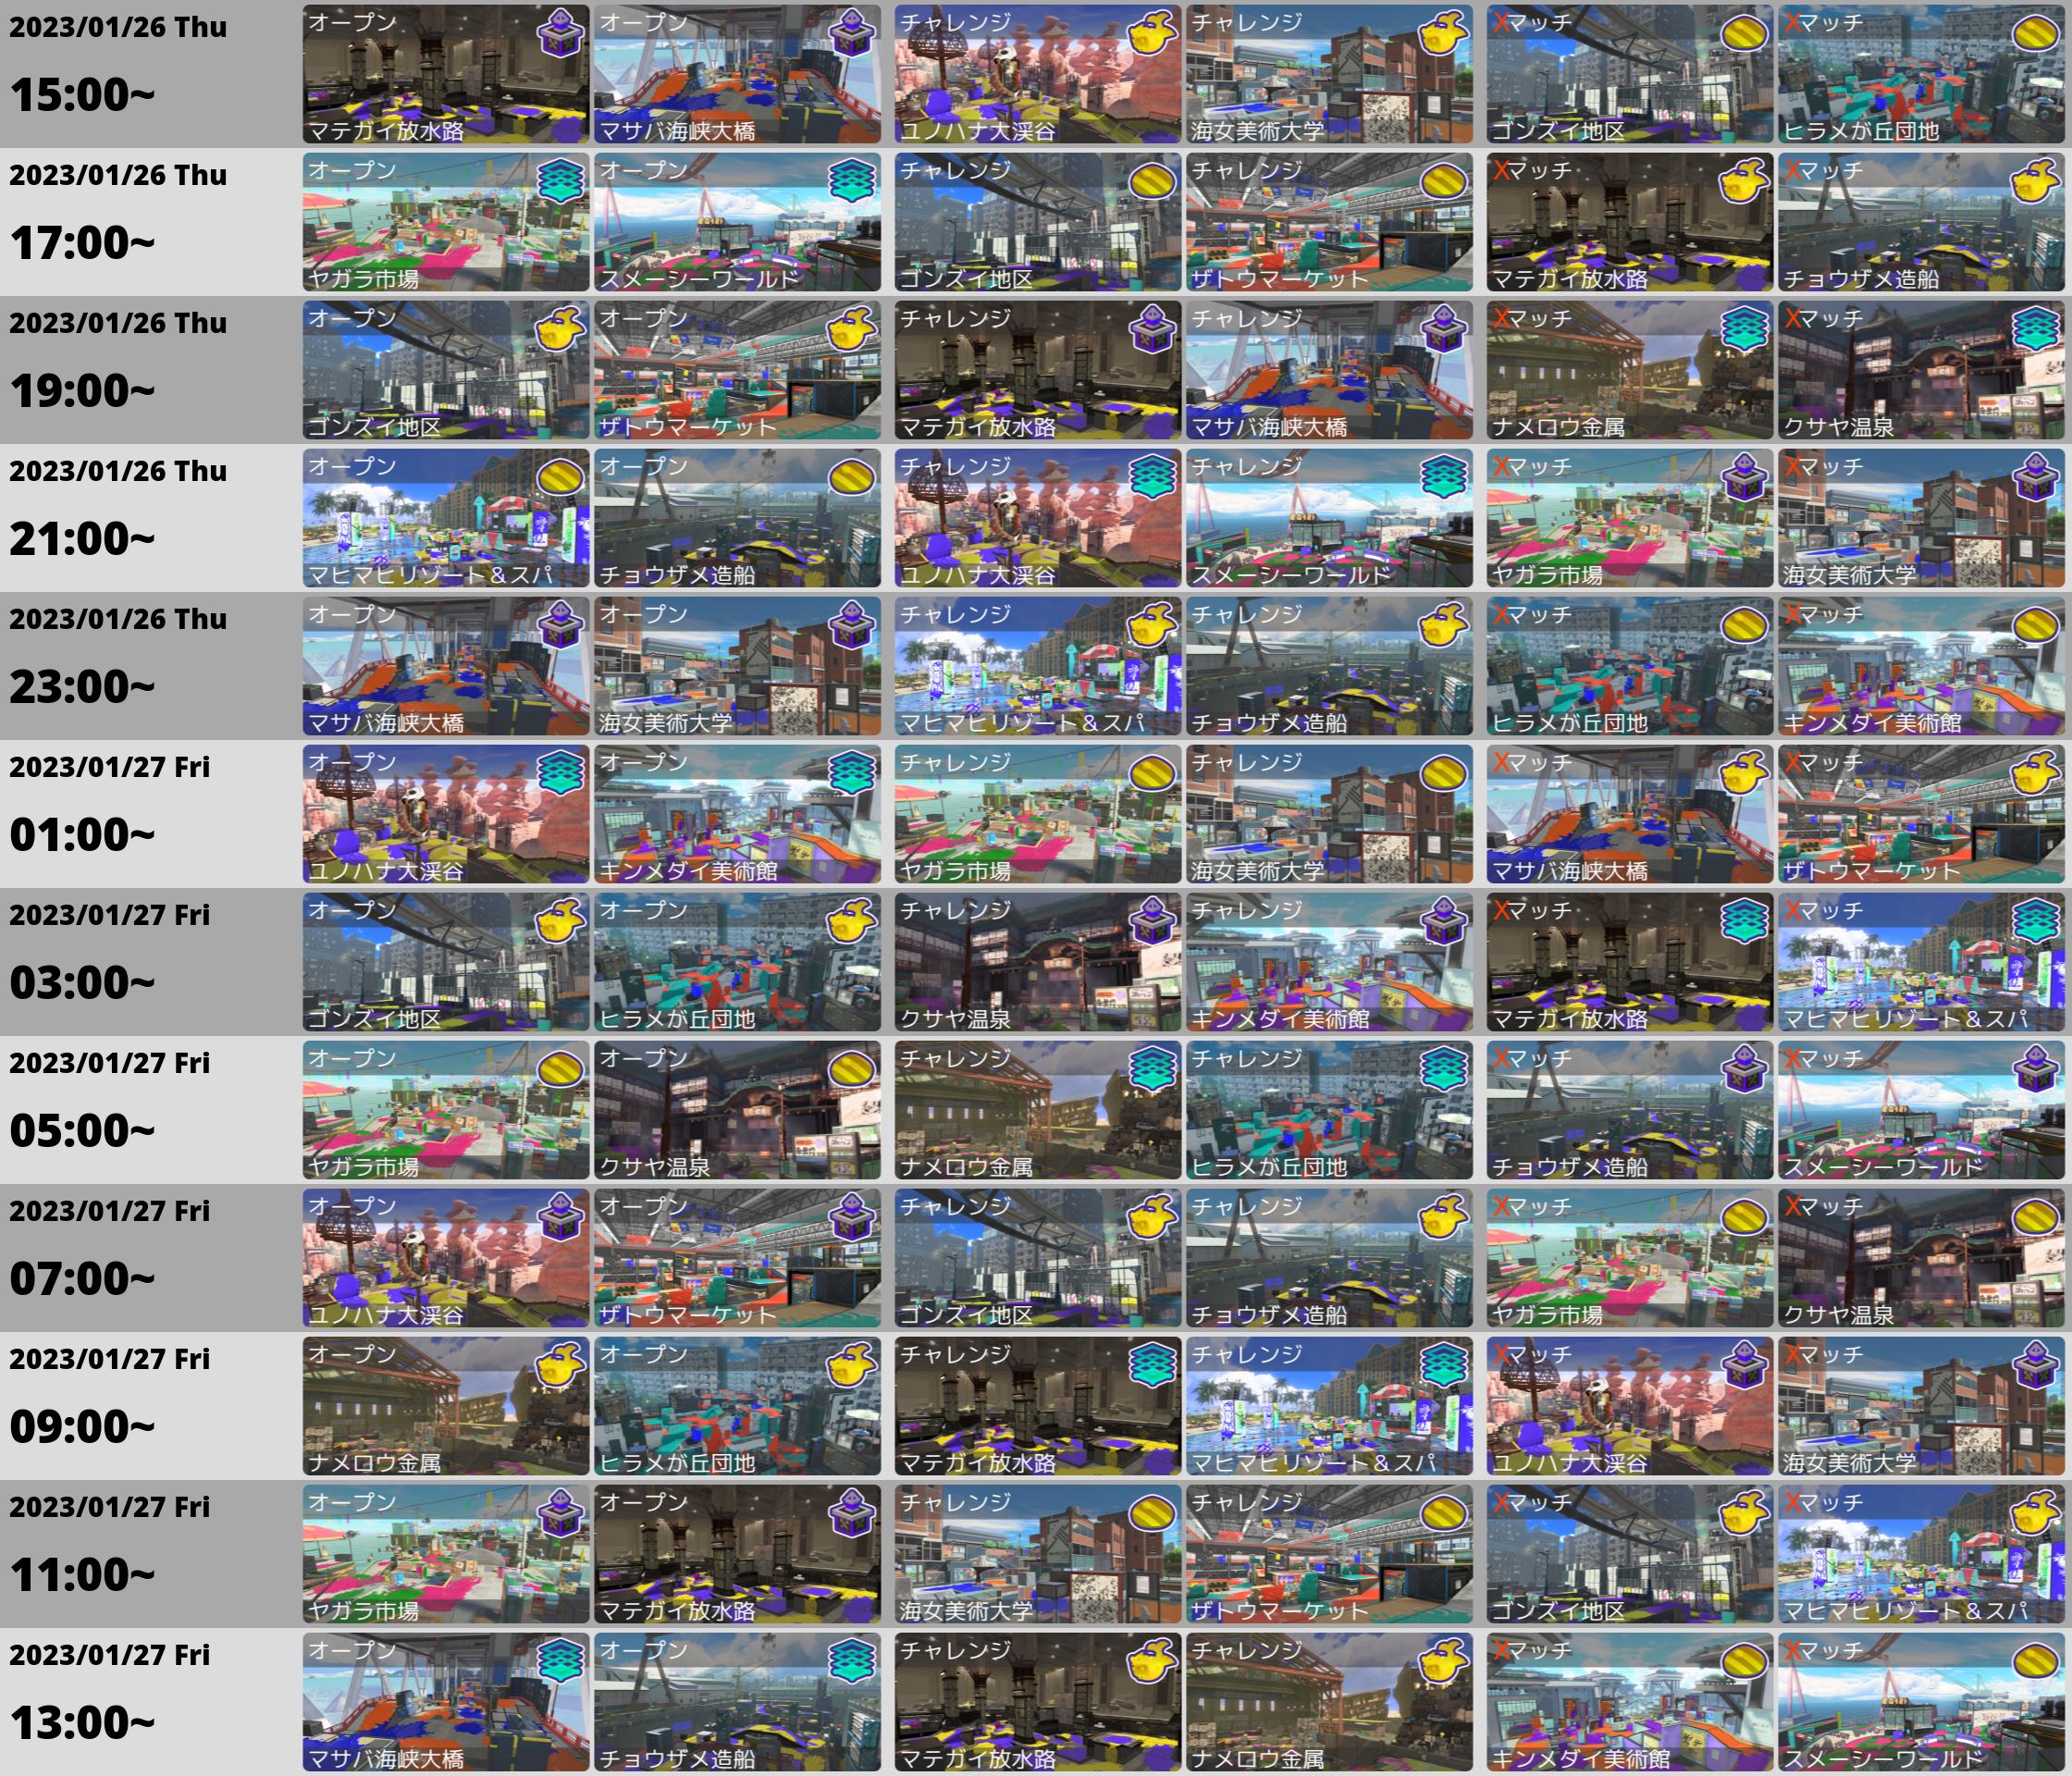 2023/01/26 Thu
15:00~
オープン オープン チャレンジ チャレンジ Xマッチ Xマッチ
マテガイ放水路 マサバ海峡大橋 ユノハナ大渓谷 海女美術大学 ゴンズイ地区 ヒラメが丘団地
2023/01/26 Thu
17:00~
オープン オープン チャレンジ チャレンジ Xマッチ Xマッチ
ヤガラ市場 スメーシーワールド ゴンズイ地区 ザトウマーケット マテガイ放水路 チョウザメ造船
2023/01/26 Thu
19:00~
オープン オープン チャレンジ チャレンジ Xマッチ Xマッチ
ゴンズイ地区 ザトウマーケット マテガイ放水路 マサバ海峡大橋 ナメロウ金属 クサヤ温泉
2023/01/26 Thu
21:00~
オープン オープン チャレンジ チャレンジ Xマッチ Xマッチ
マヒマヒリゾート&スパ チョウザメ造船 ユノハナ大渓谷 スメーシーワールド ヤガラ市場 海女美術大学
2023/01/26 Thu
23:00~
オープン オープン チャレンジ チャレンジ Xマッチ Xマッチ
マサバ海峡大橋 海女美術大学 マヒマヒリゾート&スパ チョウザメ造船 ヒラメが丘団地 キンメダイ美術館
2023/01/27 Fri
01:00~
オープン オープン チャレンジ チャレンジ Xマッチ Xマッチ
ユノハナ大渓谷 キンメダイ美術館 ヤガラ市場 海女美術大学 マサバ海峡大橋 ザトウマーケット
2023/01/27 Fri
03:00~
オープン オープン チャレンジ チャレンジ Xマッチ Xマッチ
ゴンズイ地区 ヒラメが丘団地 クサヤ温泉 キンメダイ美術館 マテガイ放水路 マヒマヒリゾート&スパ
2023/01/27 Fri
05:00~
オープン オープン チャレンジ チャレンジ Xマッチ Xマッチ
ヤガラ市場 クサヤ温泉 ナメロウ金属 ヒラメが丘団地 チョウザメ造船 スメーシーワールド
2023/01/27 Fri
07:00~
オープン オープン チャレンジ チャレンジ Xマッチ Xマッチ
ユノハナ大渓谷 ザトウマーケット ゴンズイ地区 チョウザメ造船 ヤガラ市場 クサヤ温泉
2023/01/27 Fri
09:00~
オープン オープン チャレンジ チャレンジ Xマッチ Xマッチ
ナメロウ金属 ヒラメが丘団地 マテガイ放水路 マヒマヒリゾート&スパ ユノハナ大渓谷 海女美術大学
2023/01/27 Fri
11:00~
オープン オープン チャレンジ チャレンジ Xマッチ Xマッチ
ヤガラ市場 マテガイ放水路 海女美術大学 ザトウマーケット ゴンズイ地区 マヒマヒリゾート&スパ
2023/01/27 Fri
13:00~
オープン オープン チャレンジ チャレンジ Xマッチ Xマッチ
マサバ海峡大橋 チョウザメ造船 マテガイ放水路 ナメロウ金属 キンメダイ美術館 スメーシーワールド